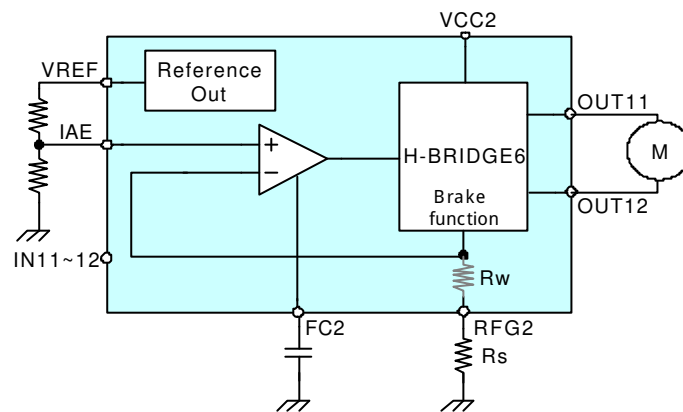 VCC2
VREF
Reference
Out
OUT11
IAE
+
−
H-BRIDGE6
M
Brake
function
OUT12
IN11~12
Rw
FC2
RFG2
Rs